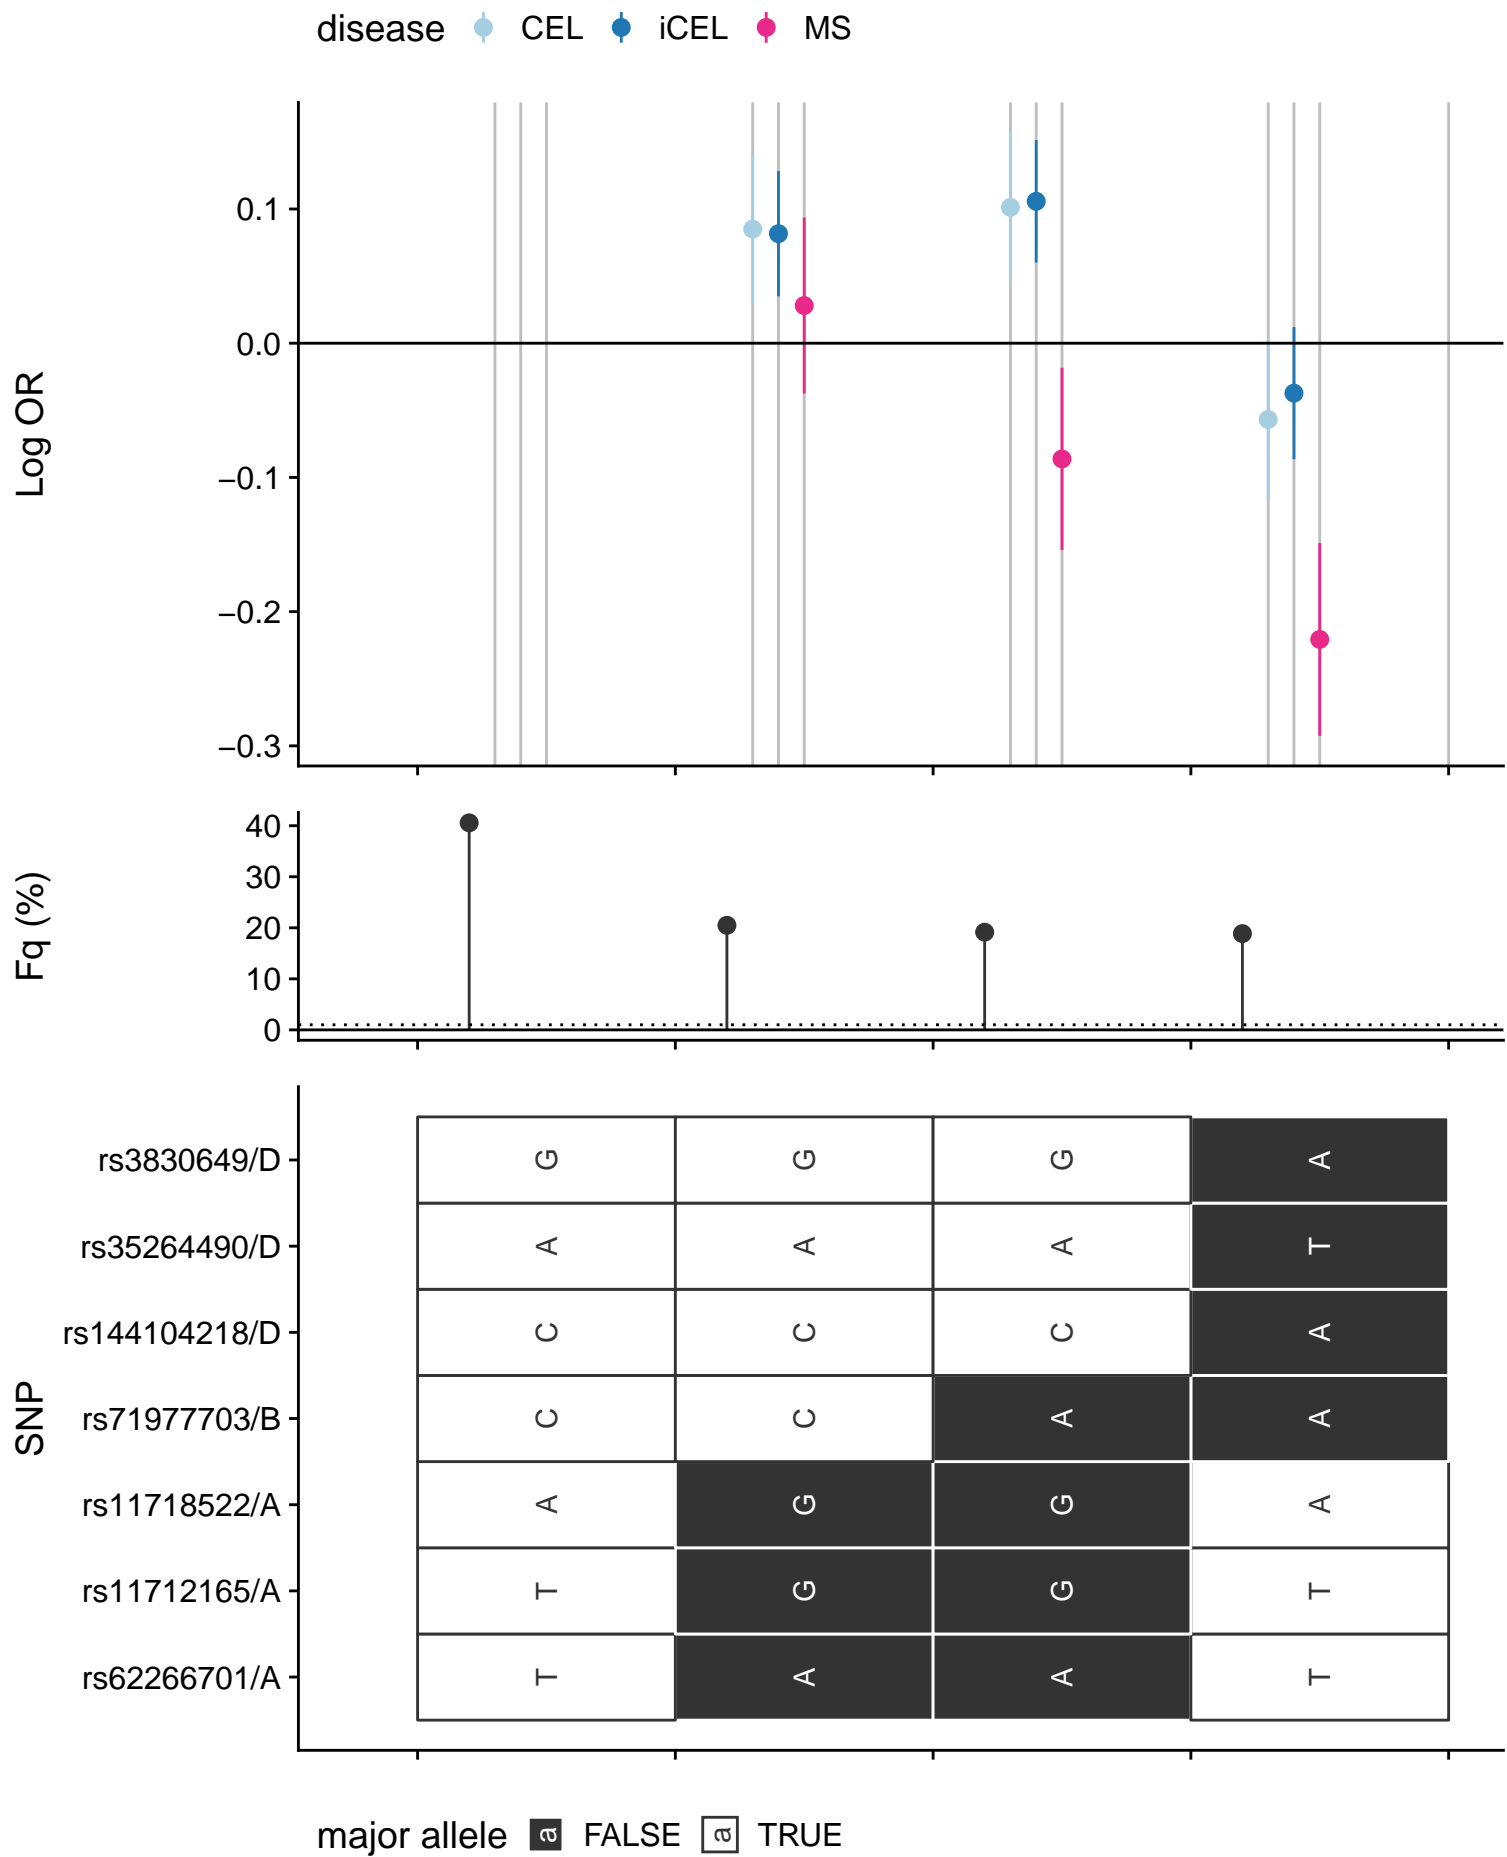 disease CEL iCEL MS
Log OR
0.1
0.0
−0.1
−0.2
−0.3
Fq (%)
40
30
20
10
0
SNP
rs3830649/D G G G A
rs35264490/D A A A T
rs144104218/D C C C A
rs71977703/B C C A A
rs11718522/A A G G A
rs11712165/A T G G T
rs62266701/A T A A T
major allele a FALSE a TRUE